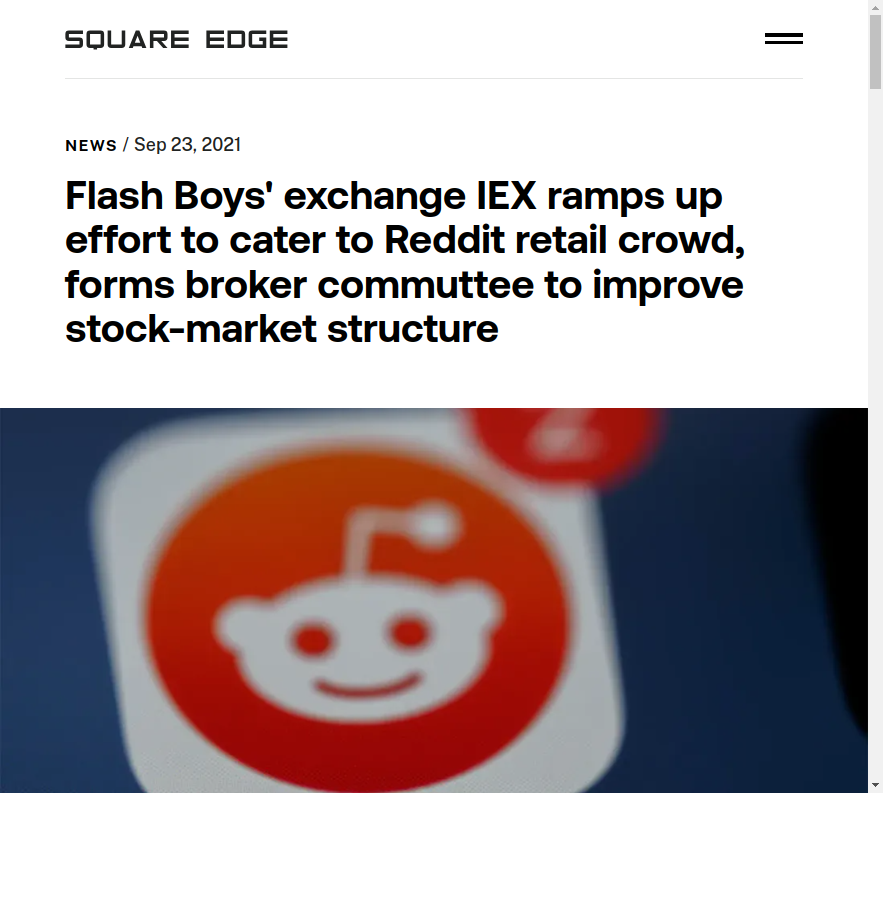 SQUARE EDGE
NEWS / Sep 23, 2021
Flash Boys' exchange IEX ramps up
effort to cater to Reddit retail crowd,
forms broker commuttee to improve
stock-market structure
2